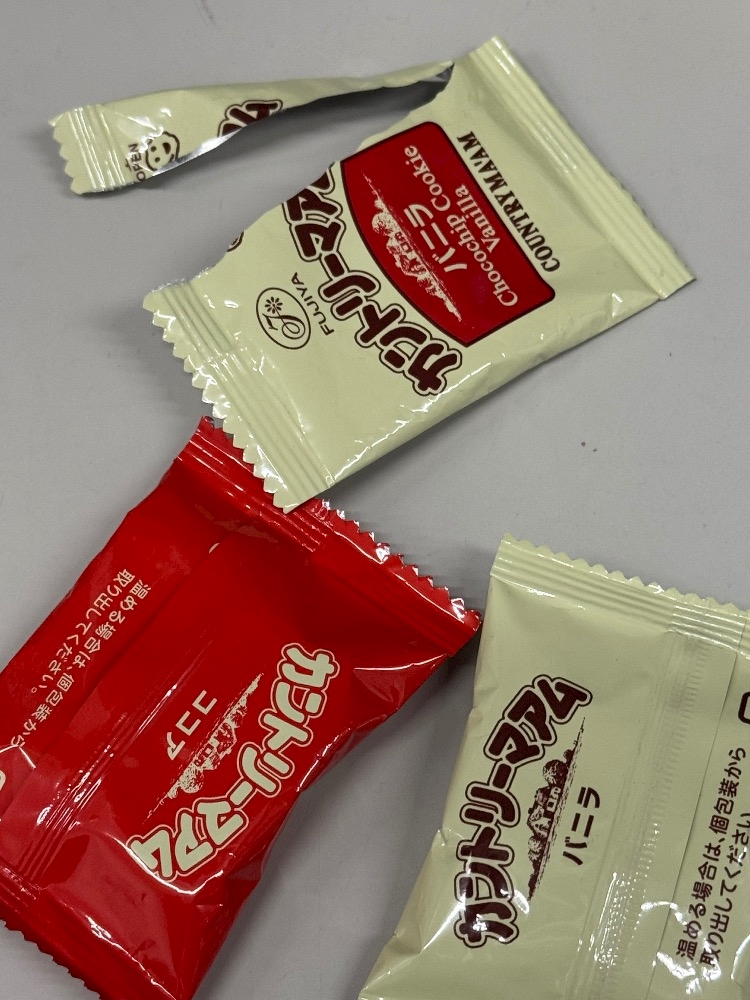 OPEN
FUJIYA
カントリーマアム
バニラ
Chocochip Cookie
Vanilla
COUNTRY MAAM
温める場合は、個包装から
取り出してください。
カントリーマアム
ココア
カントリーマアム
バニラ
温める場合は、個包装から
取り出してください